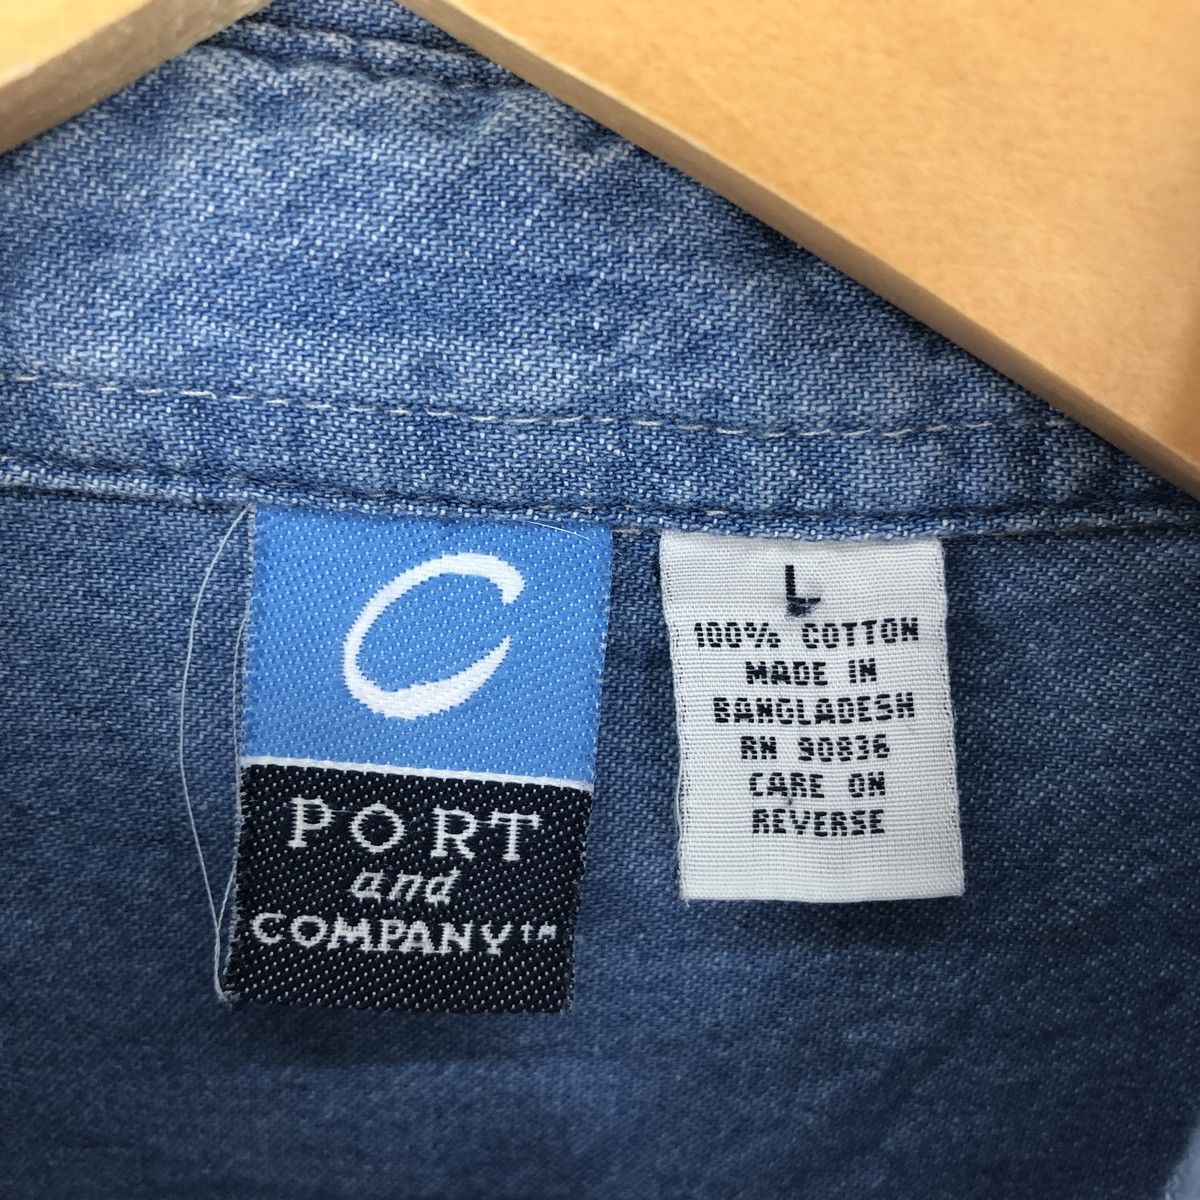 C
PORT
and
COMPANY™
L
100% COTTON
MADE IN
BANGLADESH
RN 90836
CARE ON
REVERSE